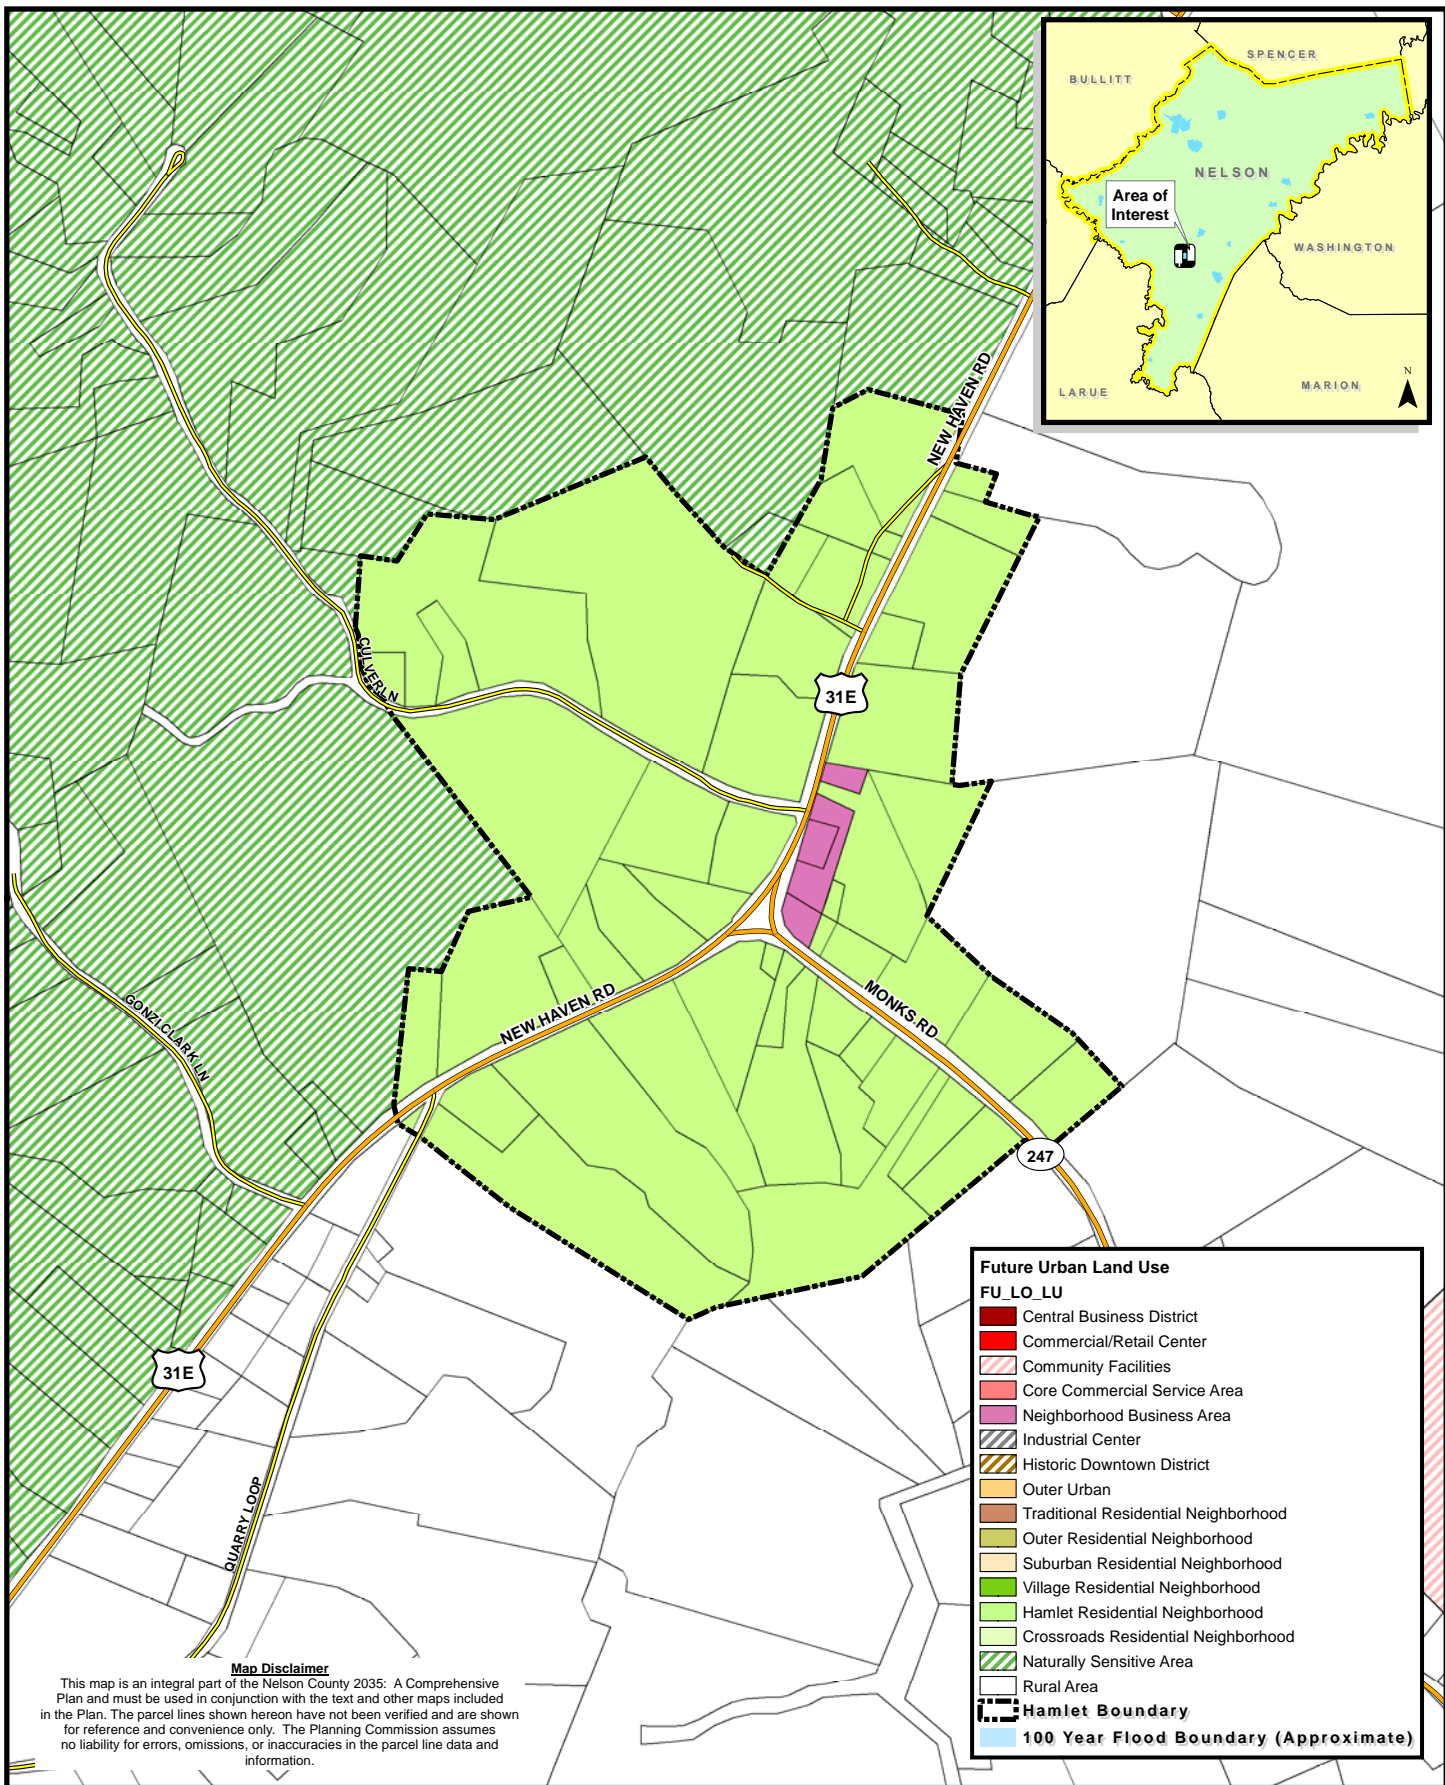 SPENCER
BULLITT
NELSON
Area of
Interest
WASHINGTON
N
LARUE
MARION
NEW HAVEN RD
CULVER LN
31E
NEW HAVEN RD
MONKS RD
GONZI CLARK LN
247
31E
QUARRY LOOP
Future Urban Land Use
FU_LO_LU
Central Business District
Commercial/Retail Center
Community Facilities
Core Commercial Service Area
Neighborhood Business Area
Industrial Center
Historic Downtown District
Outer Urban
Traditional Residential Neighborhood
Outer Residential Neighborhood
Suburban Residential Neighborhood
Village Residential Neighborhood
Hamlet Residential Neighborhood
Crossroads Residential Neighborhood
Naturally Sensitive Area
Rural Area
Hamlet Boundary
100 Year Flood Boundary (Approximate)
Map Disclaimer
This map is an integral part of the Nelson County 2035: A Comprehensive
Plan and must be used in conjunction with the text and other maps included
in the Plan. The parcel lines shown hereon have not been verified and are shown
for reference and convenience only. The Planning Commission assumes
no liability for errors, omissions, or inaccuracies in the parcel line data and
information.